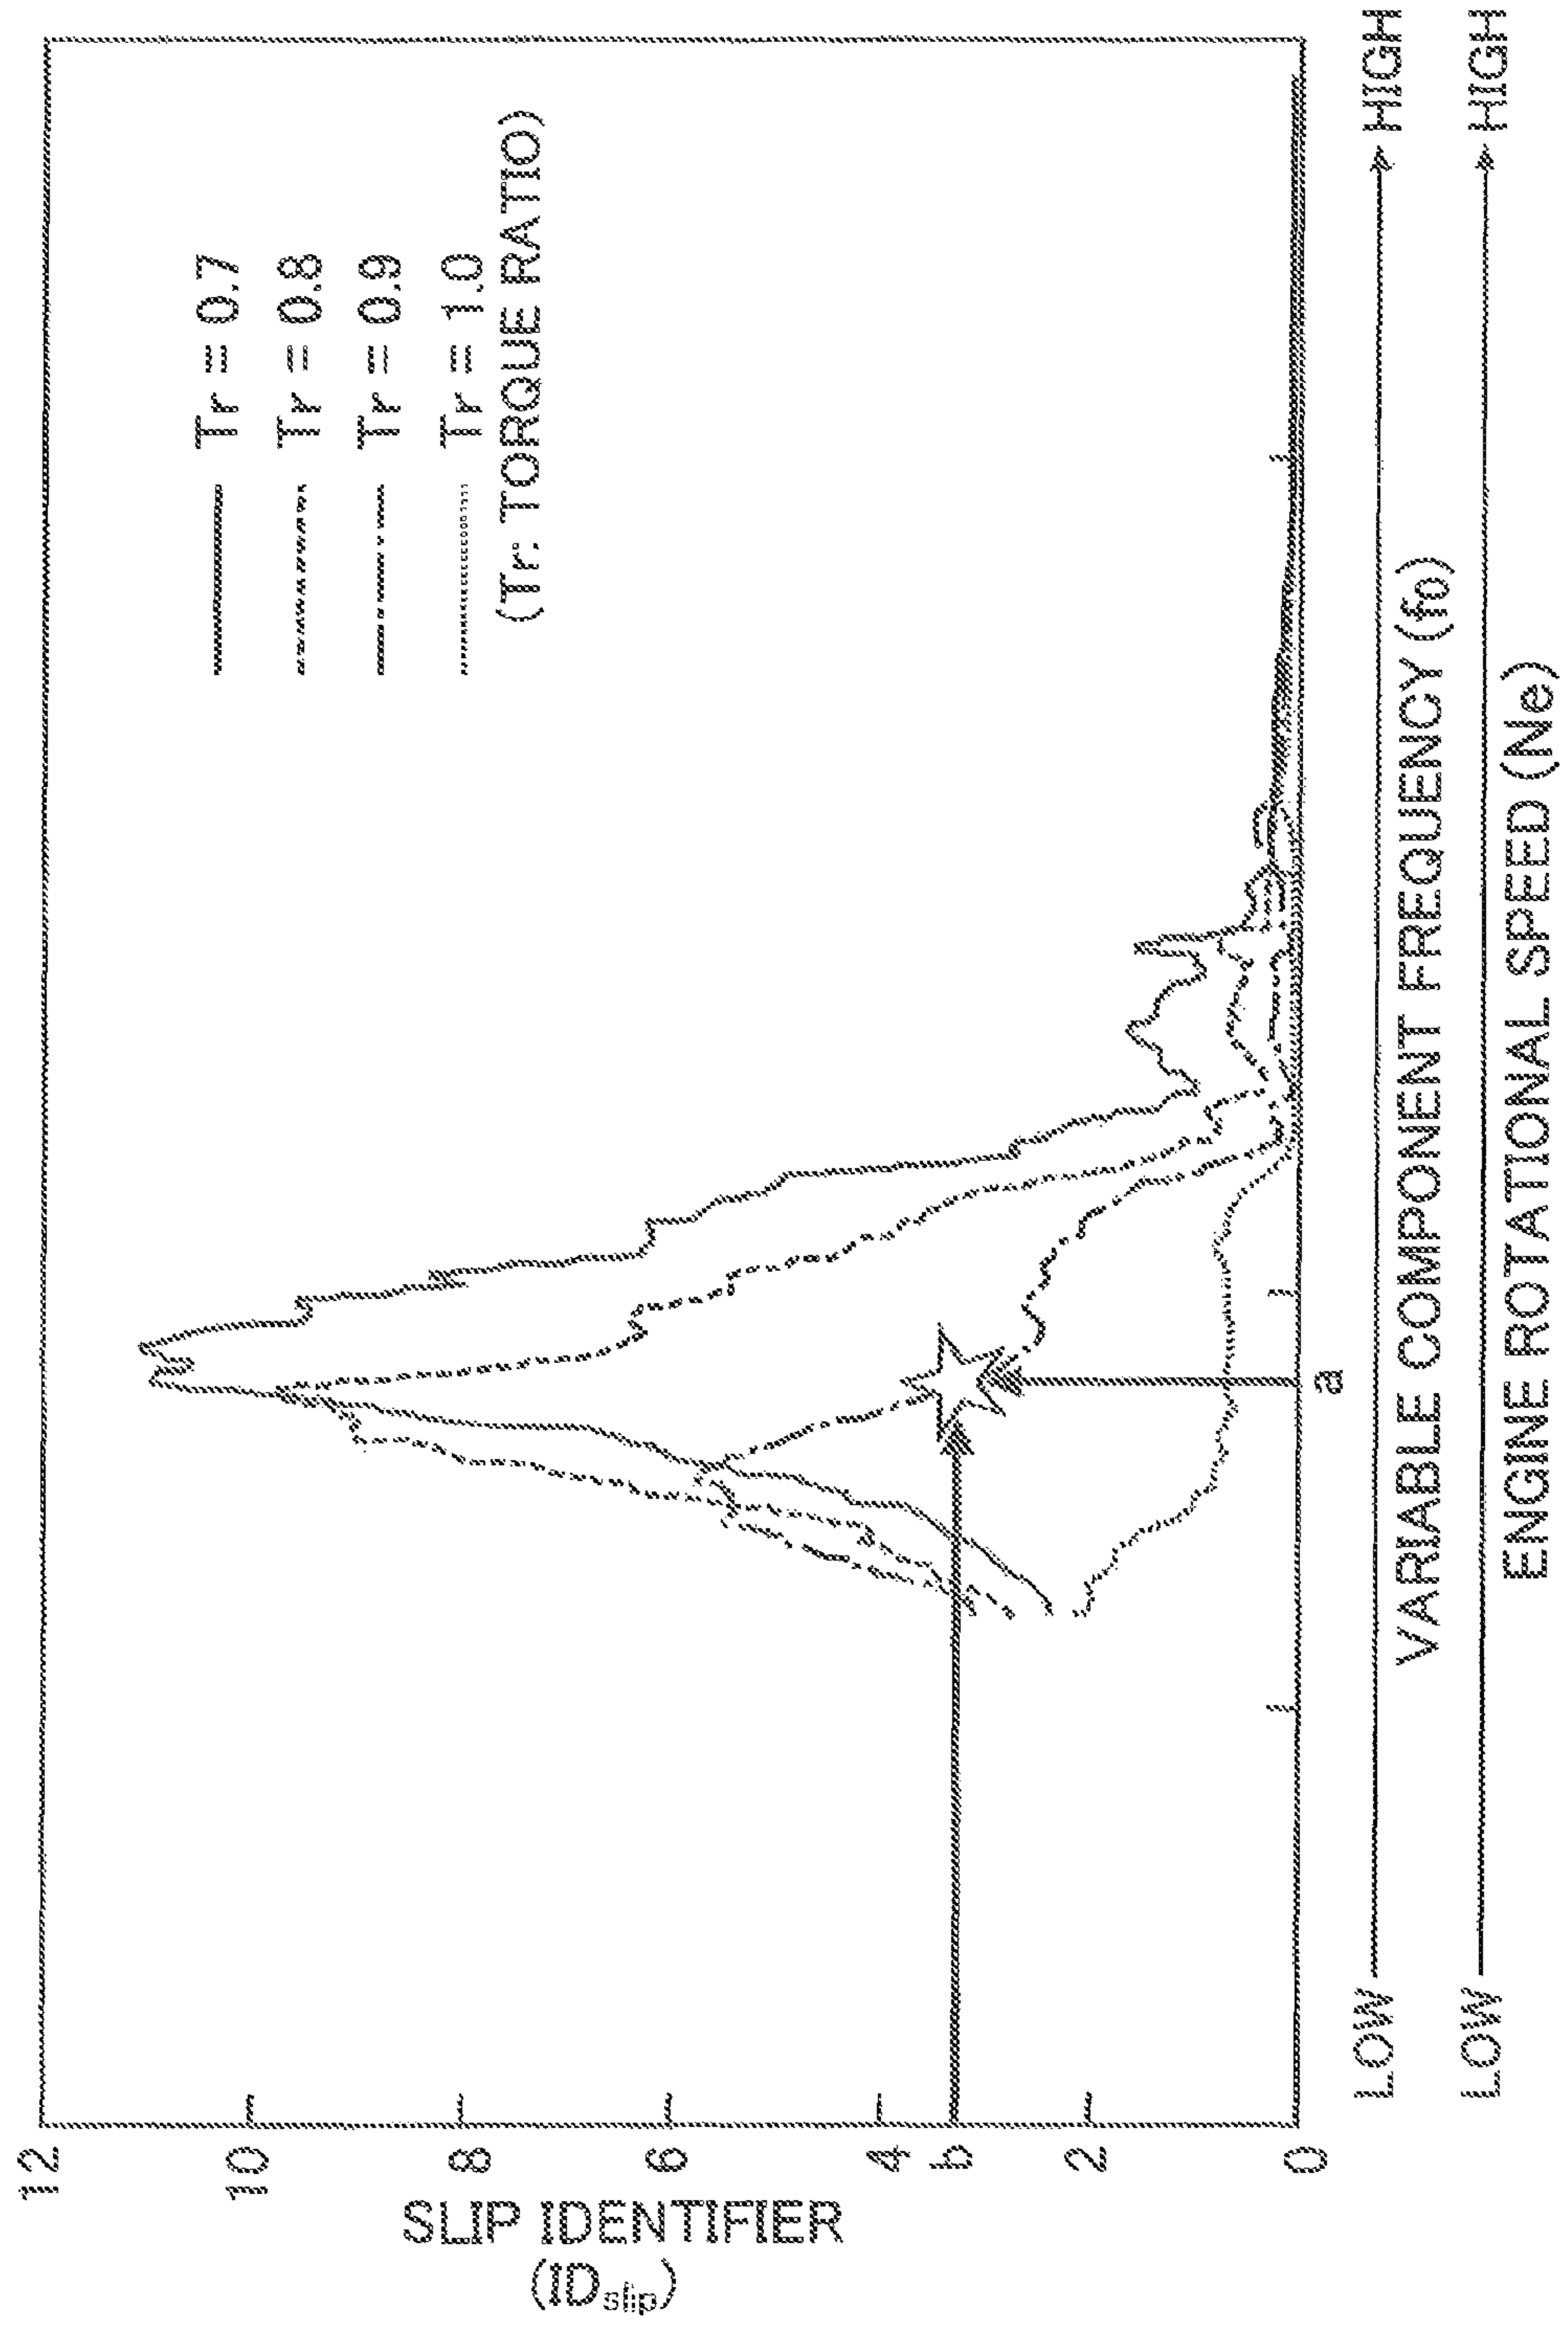 12
10
8
6
4
b
2
0
SLIP IDENTIFIER
(IDslip)
Tr = 0.7
Tr = 0.8
Tr = 0.9
Tr = 1.0
(Tr: TORQUE RATIO)
a
LOW HIGH
VARIABLE COMPONENT FREQUENCY (fo)
LOW HIGH
ENGINE ROTATIONAL SPEED (Ne)